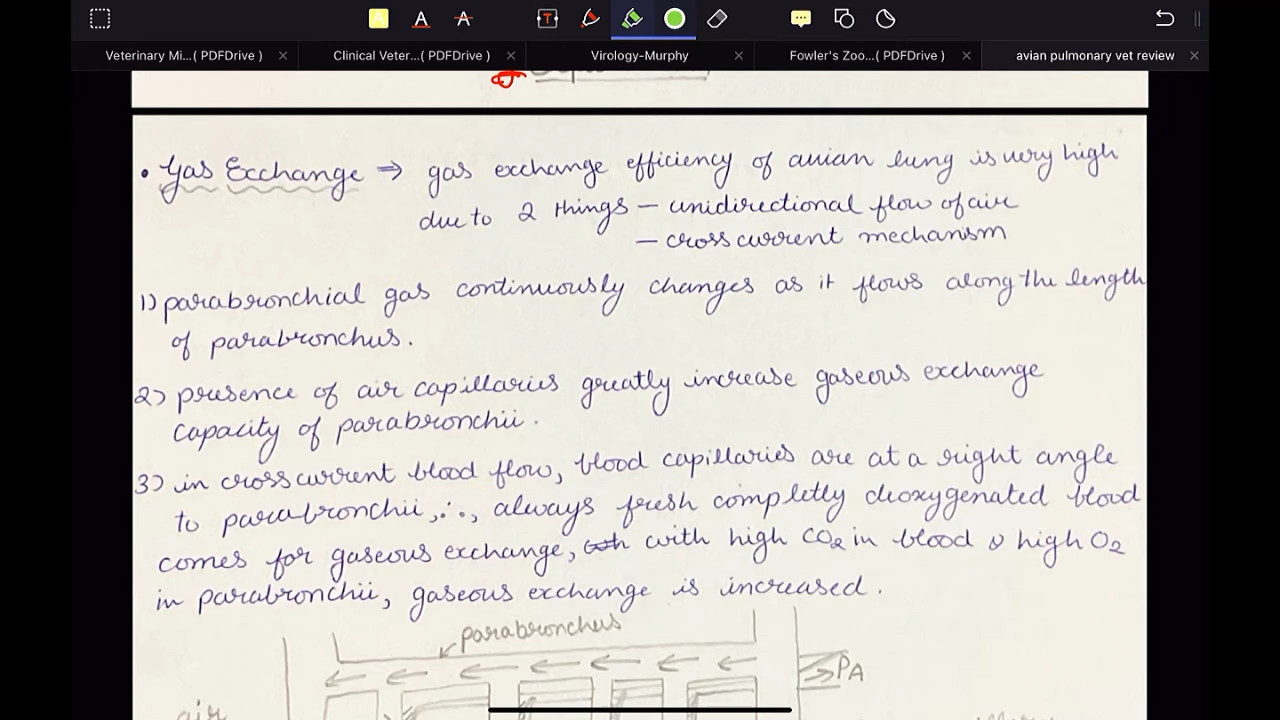 Veterinary Mi...( PDFDrive )
Clinical Veter...( PDFDrive )
Virology-Murphy
Fowler's Zoo...( PDFDrive )
avian pulmonary vet review
• Gas Exchange ⇒ gas exchange efficiency of avian lung is very high
due to 2 things – unidirectional flow of air
– cross current mechanism
1) parabronchial gas continuously changes as it flows along the length
of parabronchus.
2) presence of air capillaries greatly increase gaseous exchange
capacity of parabronchii.
3) in cross current blood flow, blood capillaries are at a right angle
to parabronchii, ∴, always fresh completly deoxygenated blood
comes for gaseous exchange, with high CO2 in blood & high O2
in parabronchii, gaseous exchange is increased.
parabronchus
PA
air